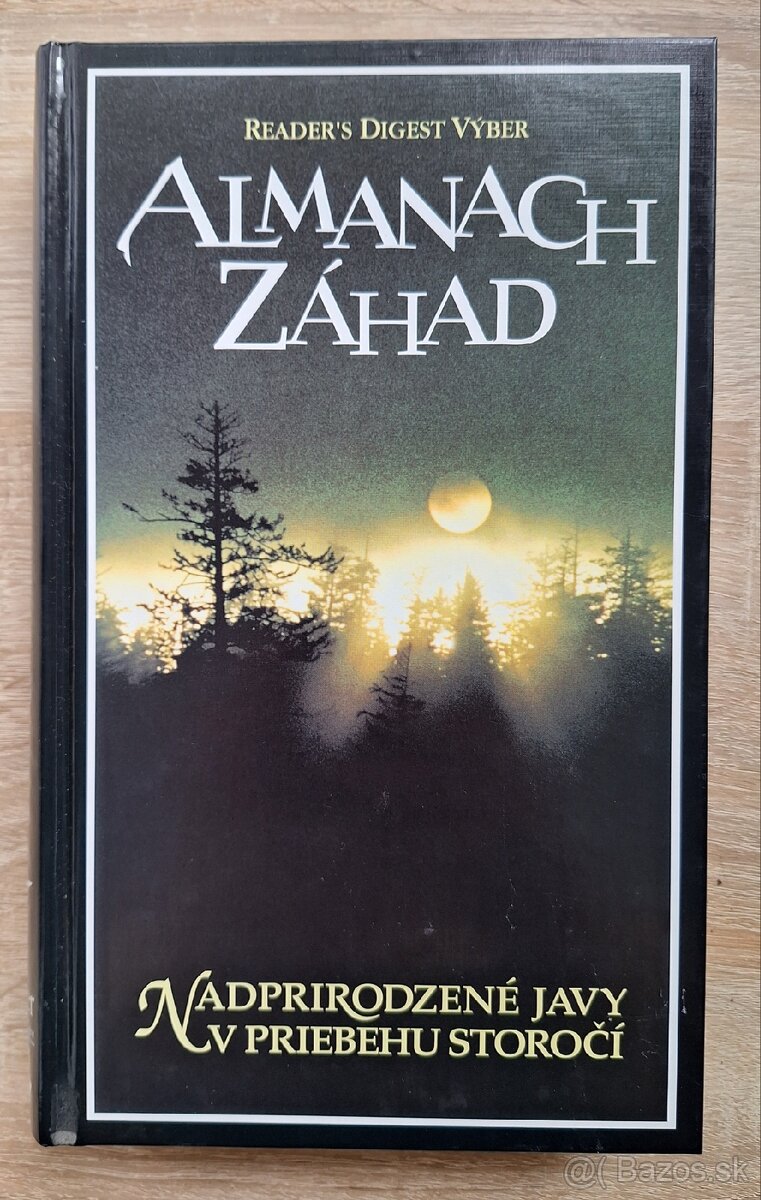 READER'S DIGEST VÝBER
ALMANACH
ZÁHAD
NADPRIRODZENÉ JAVY
V PRIEBEHU STOROČÍ
@( Bazos.sk